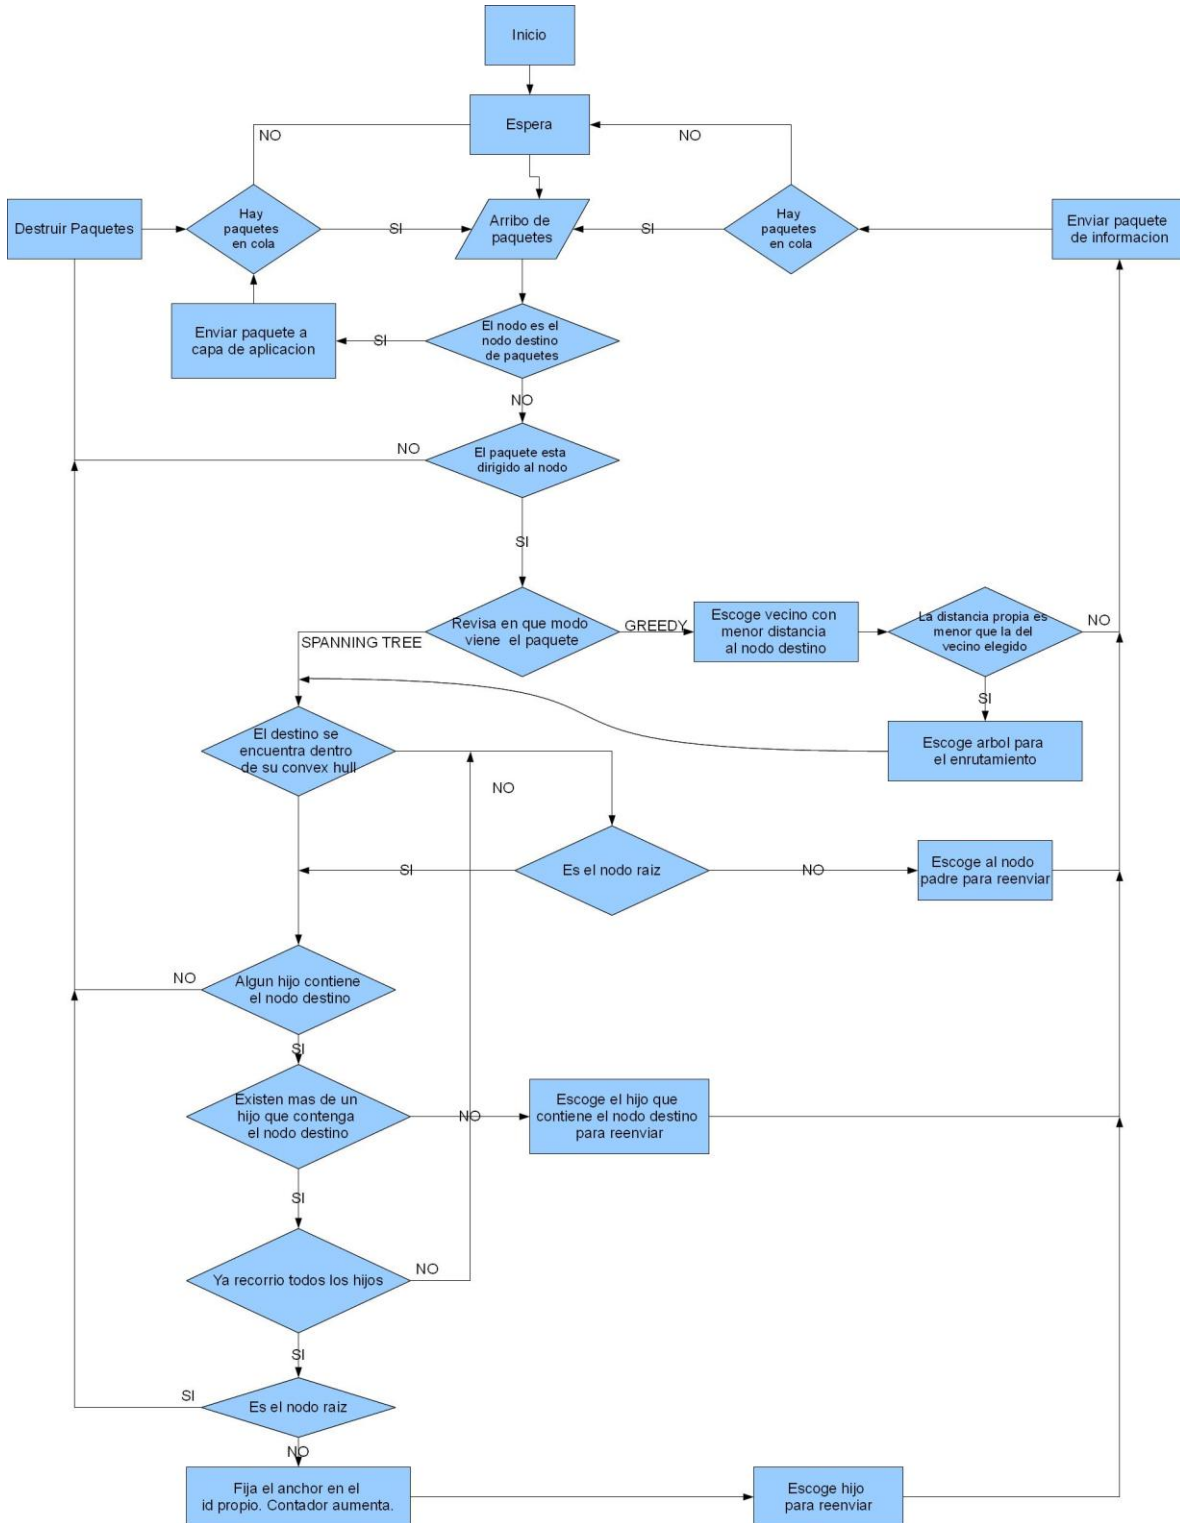 Inicio
Espera
NO
NO
Destruir Paquetes
Hay
paquetes
en cola
SI
Arribo de
paquetes
SI
Hay
paquetes
en cola
Enviar paquete
de informacion
Enviar paquete a
capa de aplicacion
SI
El nodo es el
nodo destino
de paquetes
NO
NO
El paquete esta
dirigido al nodo
SI
Revisa en que modo
viene el paquete
SPANNING TREE
GREEDY
Escoge vecino con
menor distancia
al nodo destino
La distancia propia es
menor que la del
vecino elegido
NO
SI
El destino se
encuentra dentro
de su convex hull
Escoge arbol para
el enrutamiento
NO
SI
Es el nodo raiz
NO
Escoge al nodo
padre para reenviar
NO
Algun hijo contiene
el nodo destino
SI
Existen mas de un
hijo que contenga
el nodo destino
NO
Escoge el hijo que
contiene el nodo destino
para reenviar
SI
Ya recorrio todos los hijos
NO
SI
SI
Es el nodo raiz
NO
Fija el anchor en el
id propio. Contador aumenta.
Escoge hijo
para reenviar